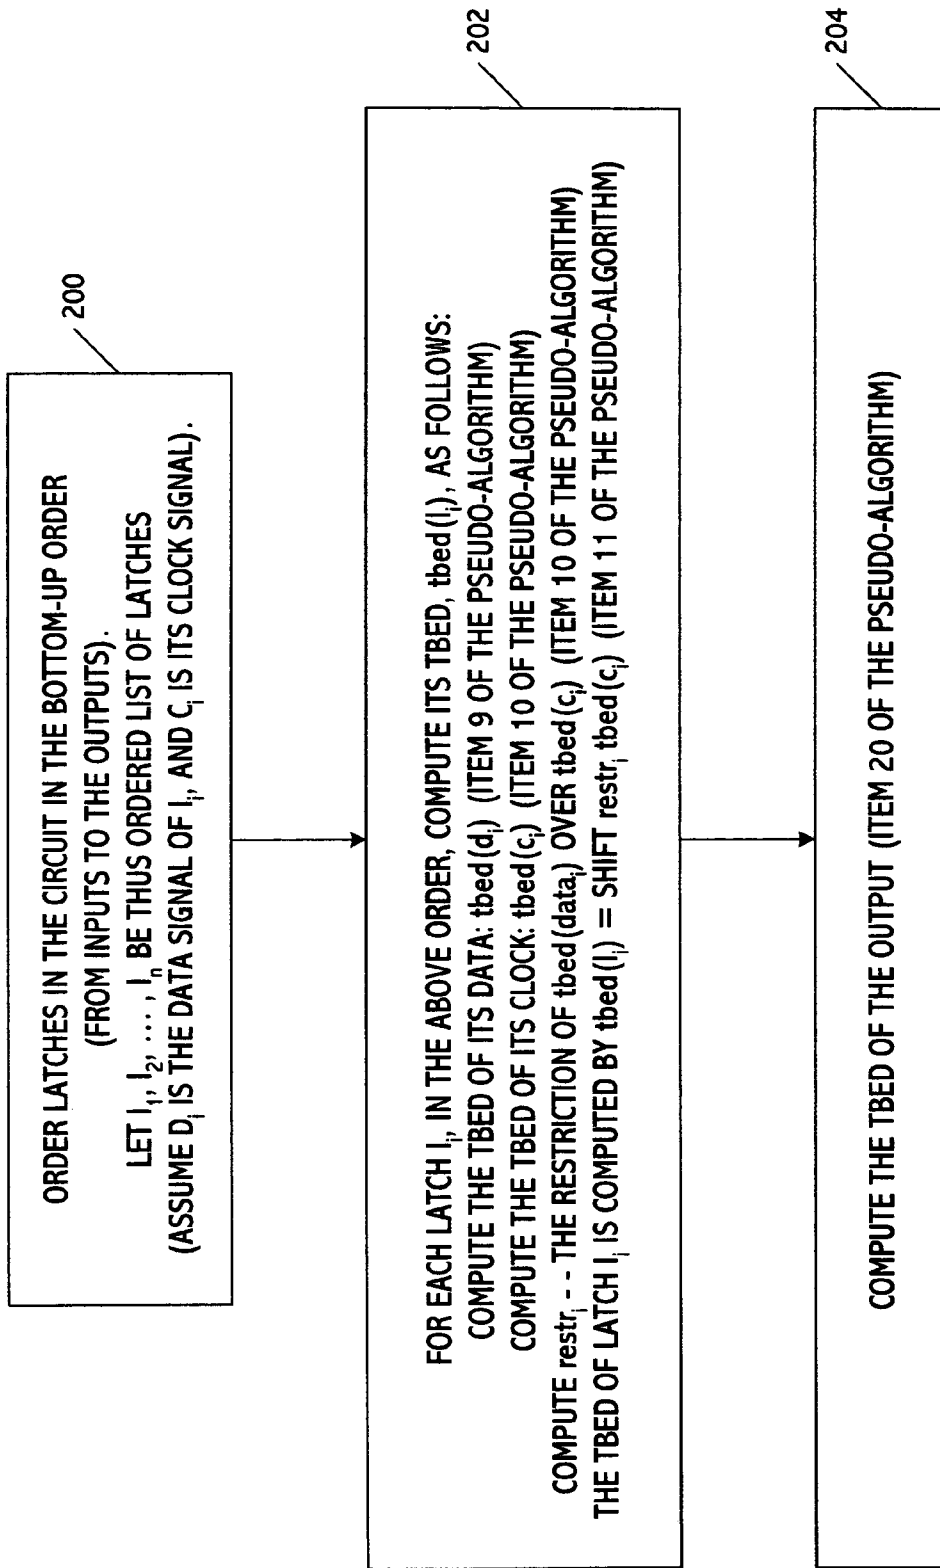 200
ORDER LATCHES IN THE CIRCUIT IN THE BOTTOM-UP ORDER
(FROM INPUTS TO THE OUTPUTS).
LET l₁, l₂, ... , lₙ BE THUS ORDERED LIST OF LATCHES
(ASSUME Dᵢ IS THE DATA SIGNAL OF lᵢ, AND Cᵢ IS ITS CLOCK SIGNAL).
202
FOR EACH LATCH lᵢ, IN THE ABOVE ORDER, COMPUTE ITS TBED, tbed(lᵢ), AS FOLLOWS:
COMPUTE THE TBED OF ITS DATA: tbed(dᵢ) (ITEM 9 OF THE PSEUDO-ALGORITHM)
COMPUTE THE TBED OF ITS CLOCK: tbed(cᵢ) (ITEM 10 OF THE PSEUDO-ALGORITHM)
COMPUTE restrᵢ - - THE RESTRICTION OF tbed(dataᵢ) OVER tbed(cᵢ) (ITEM 10 OF THE PSEUDO-ALGORITHM)
THE TBED OF LATCH lᵢ IS COMPUTED BY tbed(lᵢ) = SHIFT restrᵢ tbed(cᵢ) (ITEM 11 OF THE PSEUDO-ALGORITHM)
204
COMPUTE THE TBED OF THE OUTPUT (ITEM 20 OF THE PSEUDO-ALGORITHM)